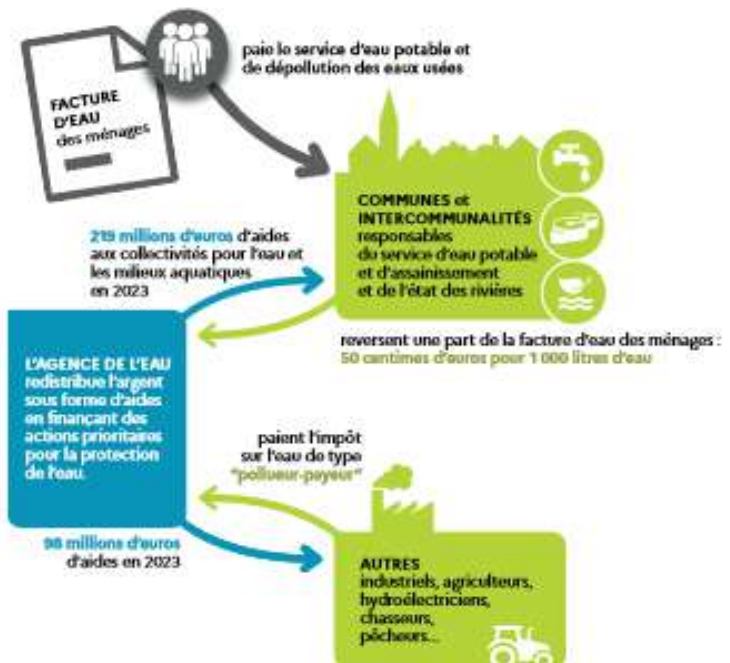 paie le service d'eau potable et
de dépollution des eaux usées
FACTURE
D'EAU
des ménages
COMMUNES et
INTERCOMMUNALITÉS
responsables
du service d'eau potable
et d'assainissement
et de l'état des rivières
219 millions d'euros d'aides
aux collectivités pour l'eau et
les milieux aquatiques
en 2023
reversent une part de la facture d'eau des ménages :
50 centimes d'euros pour 1 000 litres d'eau
L'AGENCE DE L'EAU
redistribue l'argent
sous forme d'aides
en finançant des
actions prioritaires
pour la protection
de l'eau.
paient l'impôt
sur l'eau de type
"pollueur-payeur"
98 millions d'euros
d'aides en 2023
AUTRES
industriels, agriculteurs,
hydroélectriciens,
chasseurs,
pêcheurs...